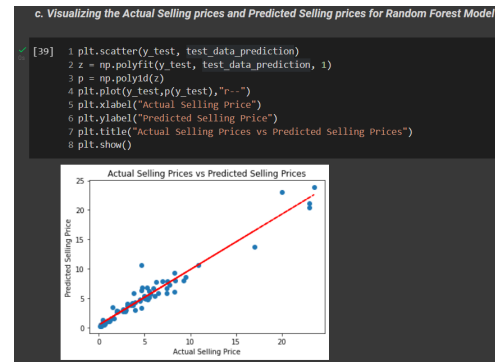 c. Visualizing the Actual Selling prices and Predicted Selling prices for Random Forest Model
[39] 1 plt.scatter(y_test, test_data_prediction)
2 z = np.polyfit(y_test, test_data_prediction, 1)
3 p = np.poly1d(z)
4 plt.plot(y_test,p(y_test),"r--")
5 plt.xlabel("Actual Selling Price")
6 plt.ylabel("Predicted Selling Price")
7 plt.title("Actual Selling Prices vs Predicted Selling Prices")
8 plt.show()
Actual Selling Prices vs Predicted Selling Prices
25
20
15
10
5
0
Predicted Selling Price
0 5 10 15 20
Actual Selling Price